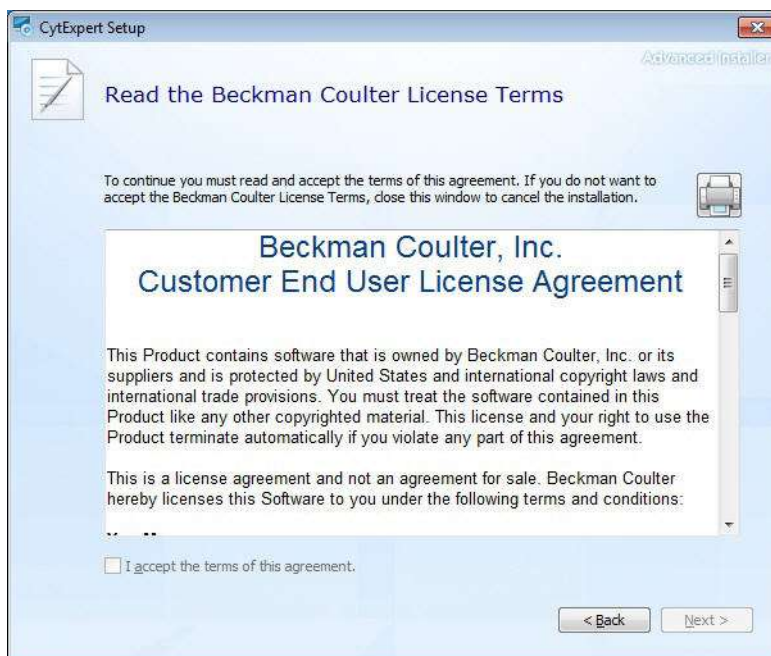 CytExpert Setup
Advanced Installer
Read the Beckman Coulter License Terms
To continue you must read and accept the terms of this agreement. If you do not want to
accept the Beckman Coulter License Terms, close this window to cancel the installation.
Beckman Coulter, Inc.
Customer End User License Agreement
This Product contains software that is owned by Beckman Coulter, Inc. or its
suppliers and is protected by United States and international copyright laws and
international trade provisions. You must treat the software contained in this
Product like any other copyrighted material. This license and your right to use the
Product terminate automatically if you violate any part of this agreement.
This is a license agreement and not an agreement for sale. Beckman Coulter
hereby licenses this Software to you under the following terms and conditions:
I accept the terms of this agreement.
< Back Next >